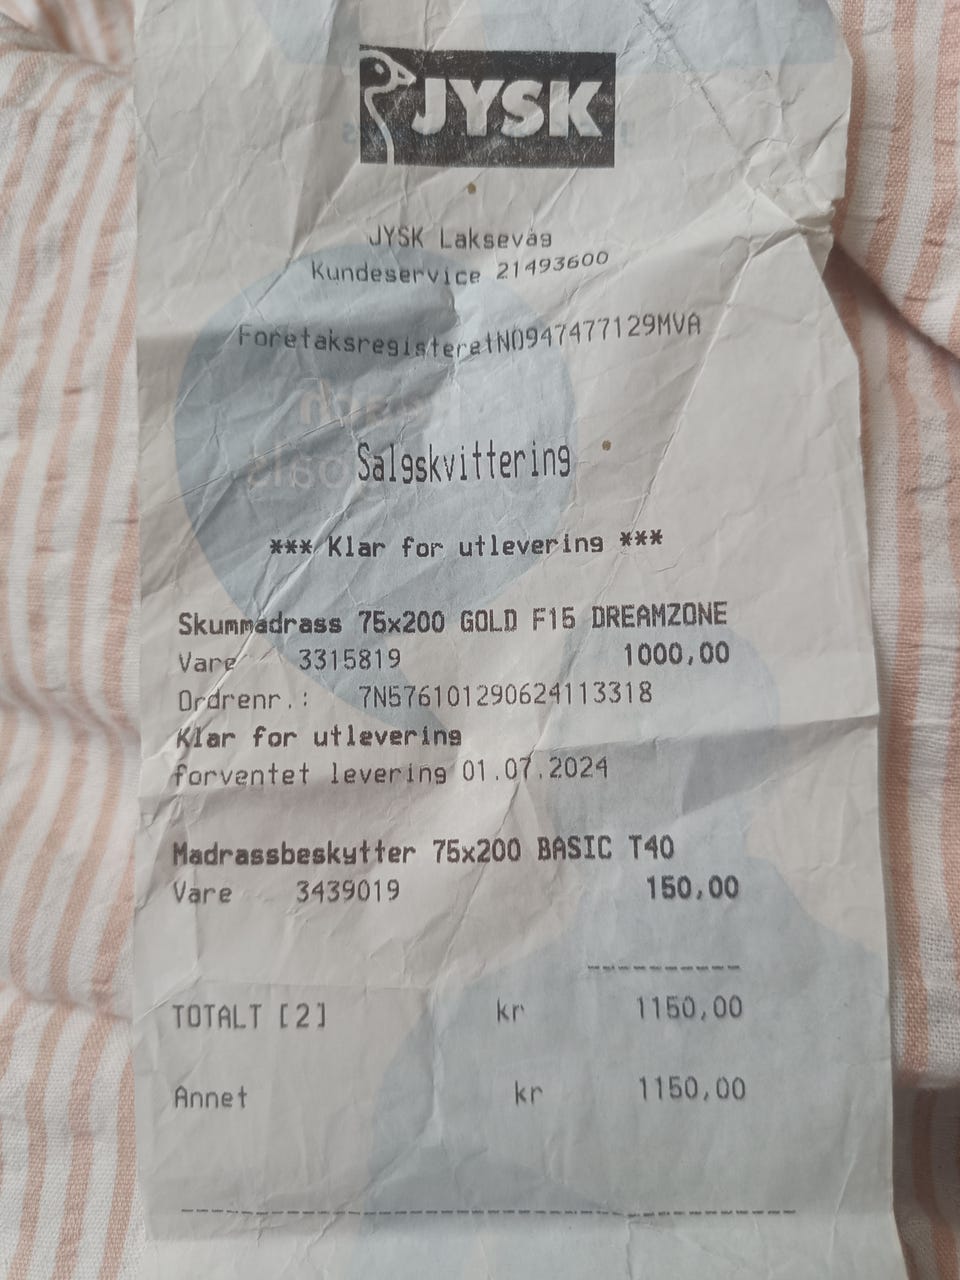 JYSK
JYSK Laksevåg
Kundeservice 21493600
ForetaksregisteretNO947477129MVA
Salgskvittering
*** Klar for utlevering ***
Skummadrass 75x200 GOLD F15 DREAMZONE
Vare 3315819 1000,00
Ordrenr.: 7N576101290624113318
Klar for utlevering
forventet levering 01.07.2024
Madrassbeskytter 75x200 BASIC T40
Vare 3439019 150,00
----------
TOTALT [2] kr 1150,00
Annet kr 1150,00